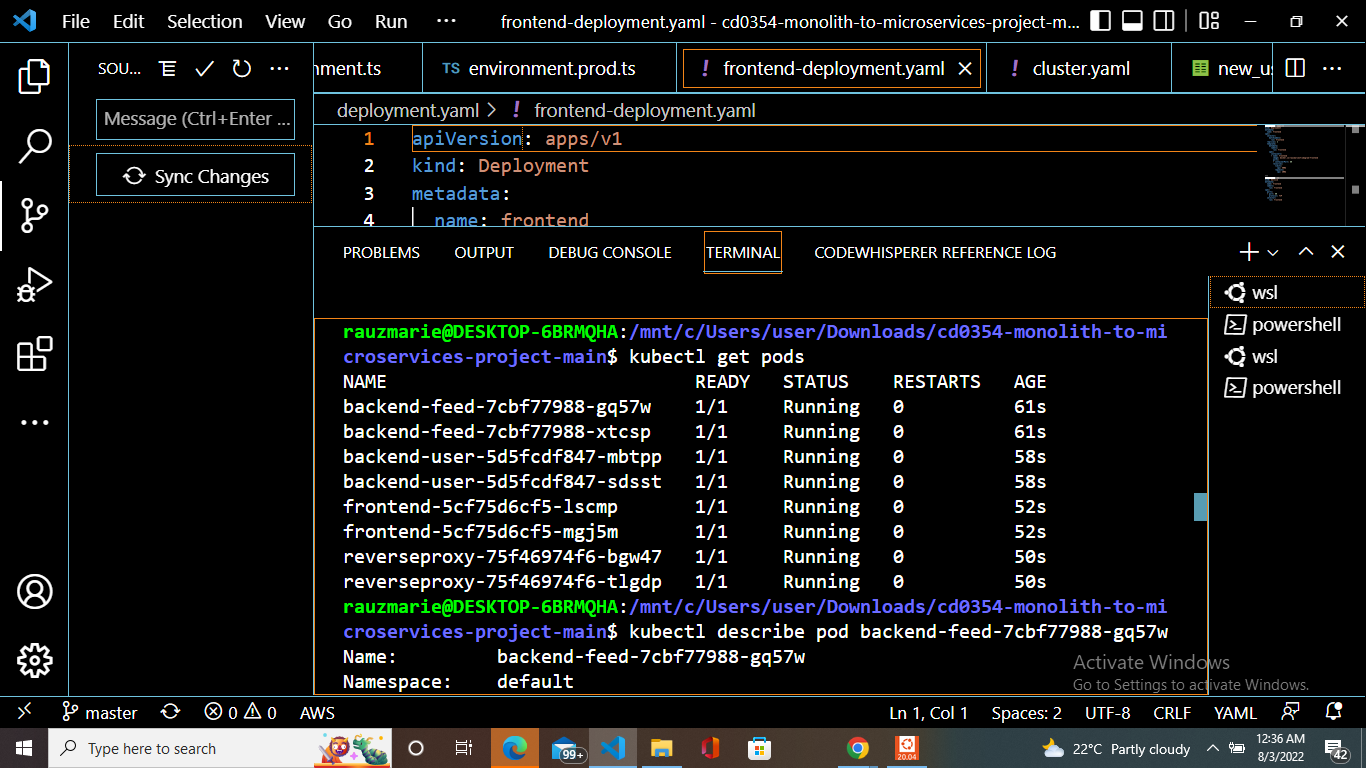 File Edit Selection View Go Run ··· frontend-deployment.yaml - cd0354-monolith-to-microservices-project-m...
SOU...
nment.ts TS environment.prod.ts ! frontend-deployment.yaml ! cluster.yaml new_us
Message (Ctrl+Enter ...
Sync Changes
deployment.yaml > ! frontend-deployment.yaml
1 apiVersion: apps/v1
2 kind: Deployment
3 metadata:
4 name: frontend
PROBLEMS OUTPUT DEBUG CONSOLE TERMINAL CODEWHISPERER REFERENCE LOG
wsl
powershell
wsl
powershell
rauzmarie@DESKTOP-6BRMQHA:/mnt/c/Users/user/Downloads/cd0354-monolith-to-mi
croservices-project-main$ kubectl get pods
NAME READY STATUS RESTARTS AGE
backend-feed-7cbf77988-gq57w 1/1 Running 0 61s
backend-feed-7cbf77988-xtcsp 1/1 Running 0 61s
backend-user-5d5fcdf847-mbtpp 1/1 Running 0 58s
backend-user-5d5fcdf847-sdsst 1/1 Running 0 58s
frontend-5cf75d6cf5-lscmp 1/1 Running 0 52s
frontend-5cf75d6cf5-mgj5m 1/1 Running 0 52s
reverseproxy-75f46974f6-bgw47 1/1 Running 0 50s
reverseproxy-75f46974f6-tlgdp 1/1 Running 0 50s
rauzmarie@DESKTOP-6BRMQHA:/mnt/c/Users/user/Downloads/cd0354-monolith-to-mi
croservices-project-main$ kubectl describe pod backend-feed-7cbf77988-gq57w
Name: backend-feed-7cbf77988-gq57w
Namespace: default
Activate Windows
Go to Settings to activate Windows.
master 0 0 AWS Ln 1, Col 1 Spaces: 2 UTF-8 CRLF YAML
Type here to search 99+ 20.04 22°C Partly cloudy 12:36 AM
8/3/2022 42